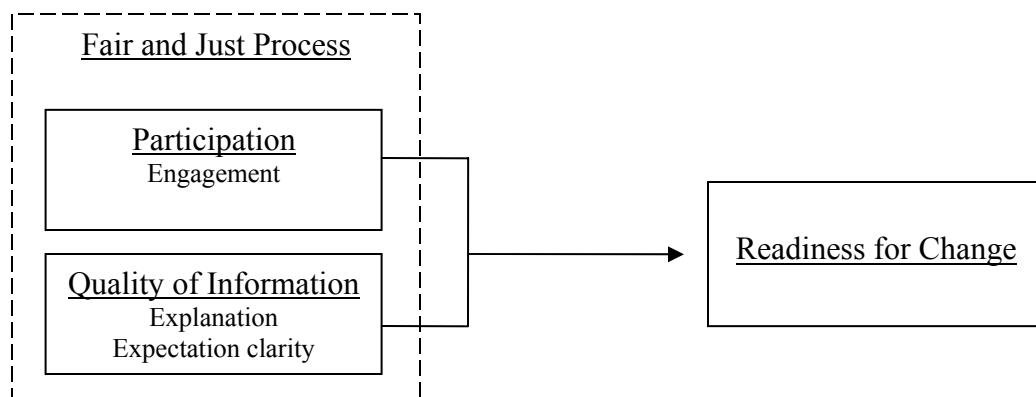 Fair and Just Process
Participation
Engagement
Quality of Information
Explanation
Expectation clarity
Readiness for Change